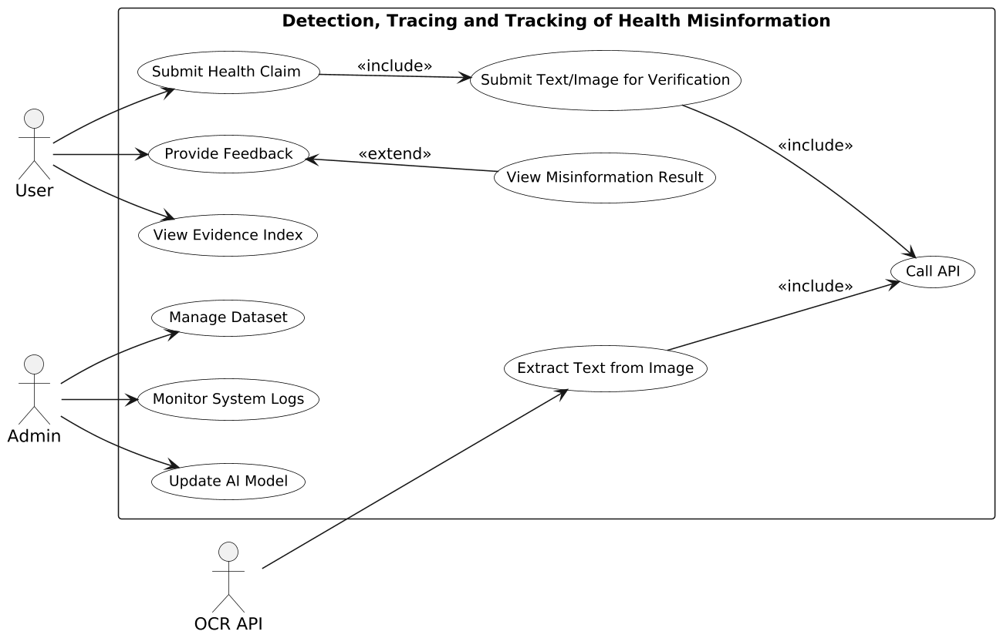 Detection, Tracing and Tracking of Health Misinformation
Submit Health Claim
«include»
Submit Text/Image for Verification
«include»
User
Provide Feedback
«extend»
View Misinformation Result
View Evidence Index
Call API
«include»
Manage Dataset
Extract Text from Image
Admin
Monitor System Logs
Update AI Model
OCR API